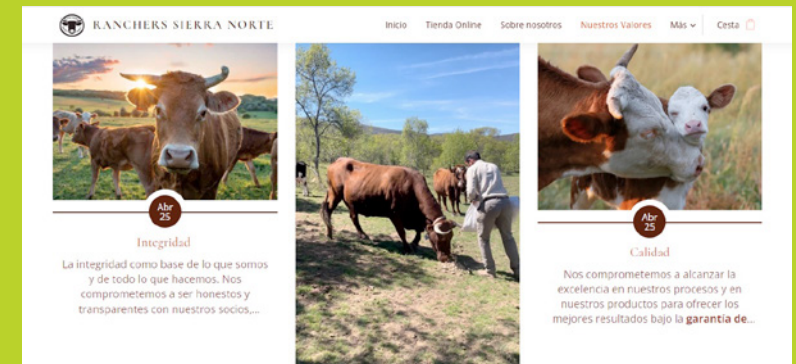 RANCHERS SIERRA NORTE
Inicio Tienda Online Sobre nosotros Nuestros Valores Más Cesta
Abr
25
Integridad
La integridad como base de lo que somos
y de todo lo que hacemos. Nos
comprometemos a ser honestos y
transparentes con nuestros socios,...
Abr
25
Calidad
Nos comprometemos a alcanzar la
excelencia en nuestros procesos y en
nuestros productos para ofrecer los
mejores resultados bajo la garantía de...